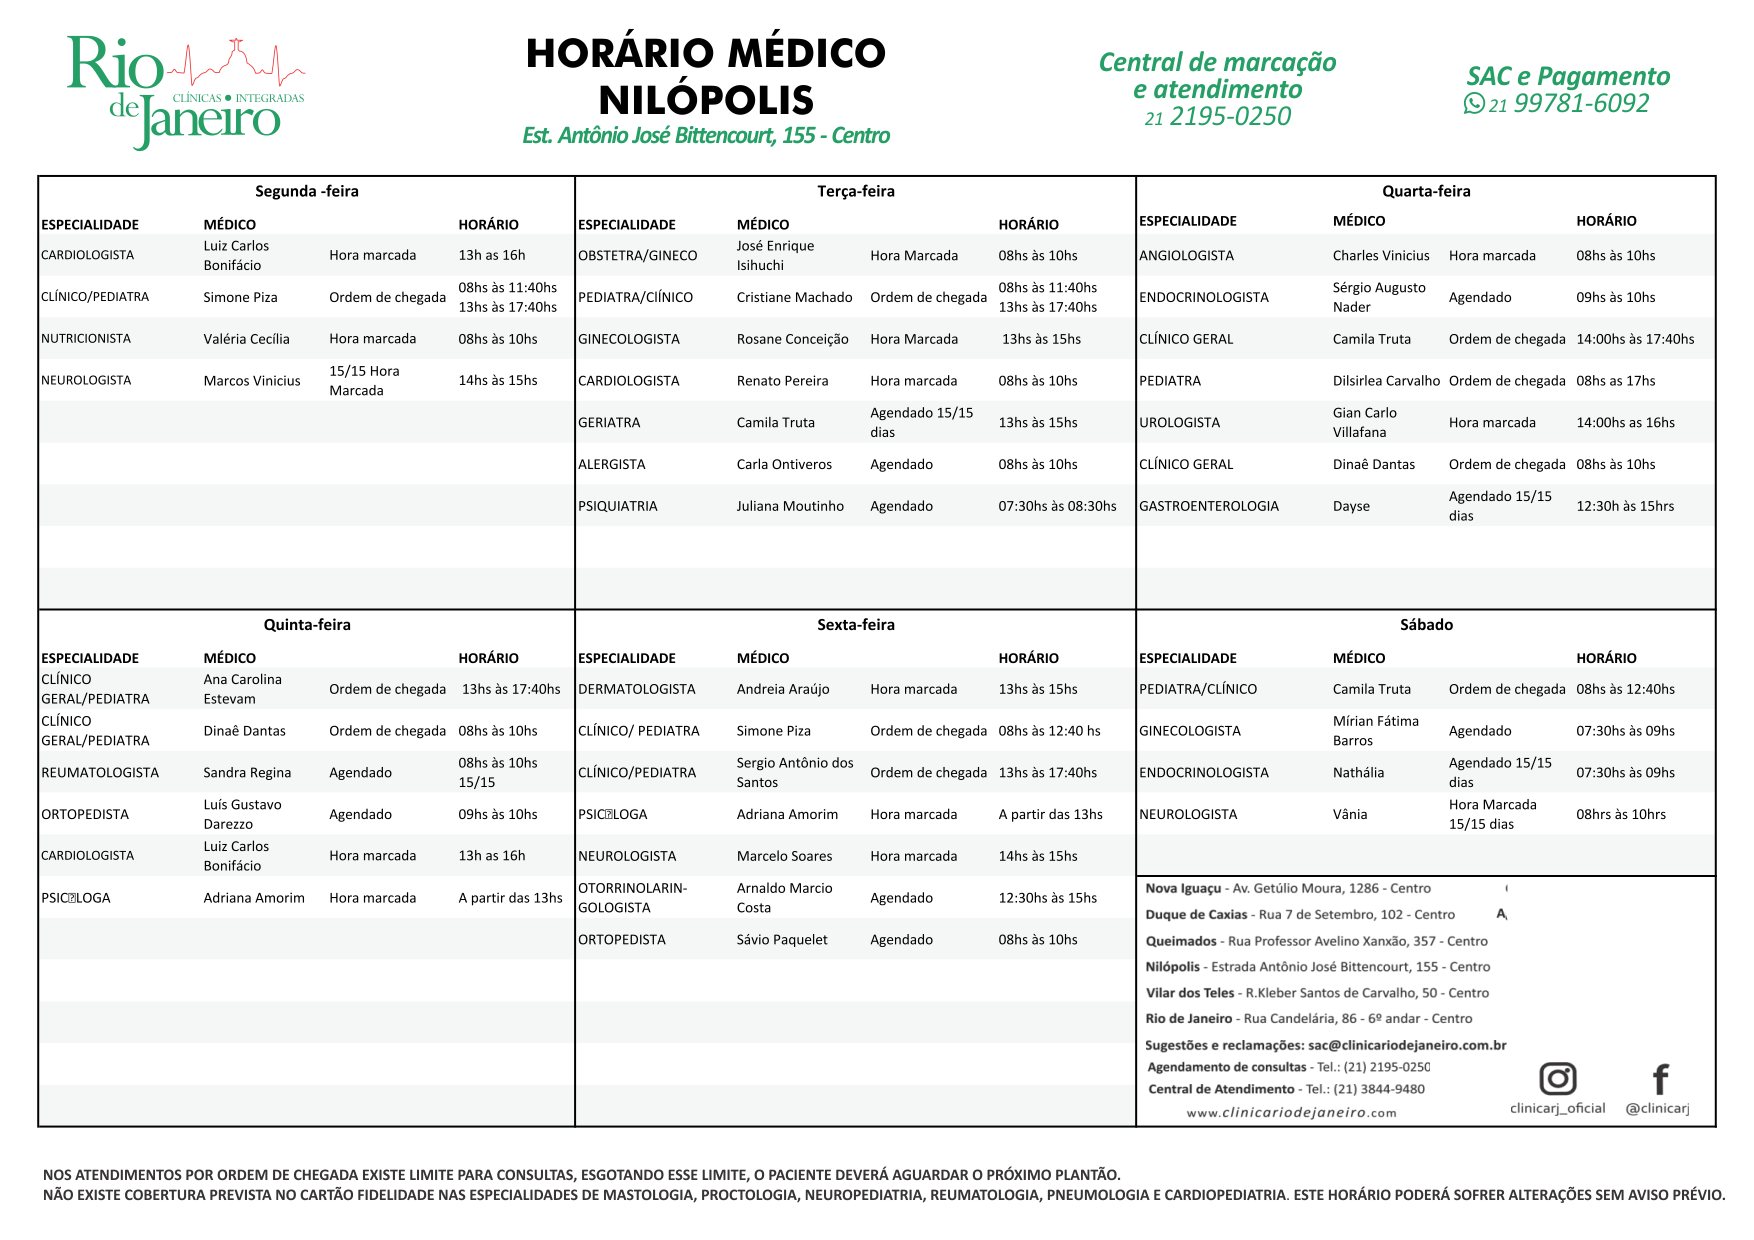 Rio
de Janeiro
CLÍNICAS ● INTEGRADAS
HORÁRIO MÉDICO
NILÓPOLIS
Est. Antônio José Bittencourt, 155 - Centro
Central de marcação
e atendimento
21 2195-0250
SAC e Pagamento
21 99781-6092
Segunda -feira
ESPECIALIDADE MÉDICO HORÁRIO
CARDIOLOGISTA Luiz Carlos Bonifácio Hora marcada 13h as 16h
CLÍNICO/PEDIATRA Simone Piza Ordem de chegada 08hs às 11:40hs 13hs às 17:40hs
NUTRICIONISTA Valéria Cecília Hora marcada 08hs às 10hs
NEUROLOGISTA Marcos Vinicius 15/15 Hora Marcada 14hs às 15hs
Terça-feira
ESPECIALIDADE MÉDICO HORÁRIO
OBSTETRA/GINECO José Enrique Isihuchi Hora Marcada 08hs às 10hs
PEDIATRA/ClÍNICO Cristiane Machado Ordem de chegada 08hs às 11:40hs 13hs às 17:40hs
GINECOLOGISTA Rosane Conceição Hora Marcada 13hs às 15hs
CARDIOLOGISTA Renato Pereira Hora marcada 08hs às 10hs
GERIATRA Camila Truta Agendado 15/15 dias 13hs às 15hs
ALERGISTA Carla Ontiveros Agendado 08hs às 10hs
PSIQUIATRIA Juliana Moutinho Agendado 07:30hs às 08:30hs
Quarta-feira
ESPECIALIDADE MÉDICO HORÁRIO
ANGIOLOGISTA Charles Vinicius Hora marcada 08hs às 10hs
ENDOCRINOLOGISTA Sérgio Augusto Nader Agendado 09hs às 10hs
CLÍNICO GERAL Camila Truta Ordem de chegada 14:00hs às 17:40hs
PEDIATRA Dilsirlea Carvalho Ordem de chegada 08hs as 17hs
UROLOGISTA Gian Carlo Villafana Hora marcada 14:00hs as 16hs
CLÍNICO GERAL Dinaê Dantas Ordem de chegada 08hs às 10hs
GASTROENTEROLOGIA Dayse Agendado 15/15 dias 12:30h às 15hrs
Quinta-feira
ESPECIALIDADE MÉDICO HORÁRIO
CLÍNICO GERAL/PEDIATRA Ana Carolina Estevam Ordem de chegada 13hs às 17:40hs
CLÍNICO GERAL/PEDIATRA Dinaê Dantas Ordem de chegada 08hs às 10hs
REUMATOLOGISTA Sandra Regina Agendado 08hs às 10hs 15/15
ORTOPEDISTA Luís Gustavo Darezzo Agendado 09hs às 10hs
CARDIOLOGISTA Luiz Carlos Bonifácio Hora marcada 13h as 16h
PSIC�LOGA Adriana Amorim Hora marcada A partir das 13hs
Sexta-feira
ESPECIALIDADE MÉDICO HORÁRIO
DERMATOLOGISTA Andreia Araújo Hora marcada 13hs às 15hs
CLÍNICO/ PEDIATRA Simone Piza Ordem de chegada 08hs às 12:40 hs
CLÍNICO/PEDIATRA Sergio Antônio dos Santos Ordem de chegada 13hs às 17:40hs
PSIC�LOGA Adriana Amorim Hora marcada A partir das 13hs
NEUROLOGISTA Marcelo Soares Hora marcada 14hs às 15hs
OTORRINOLARIN-GOLOGISTA Arnaldo Marcio Costa Agendado 12:30hs às 15hs
ORTOPEDISTA Sávio Paquelet Agendado 08hs às 10hs
Sábado
ESPECIALIDADE MÉDICO HORÁRIO
PEDIATRA/CLÍNICO Camila Truta Ordem de chegada 08hs às 12:40hs
GINECOLOGISTA Mírian Fátima Barros Agendado 07:30hs às 09hs
ENDOCRINOLOGISTA Nathália Agendado 15/15 dias 07:30hs às 09hs
NEUROLOGISTA Vânia Hora Marcada 15/15 dias 08hrs às 10hrs
Nova Iguaçu - Av. Getúlio Moura, 1286 - Centro
Duque de Caxias - Rua 7 de Setembro, 102 - Centro
Queimados - Rua Professor Avelino Xanxão, 357 - Centro
Nilópolis - Estrada Antônio José Bittencourt, 155 - Centro
Vilar dos Teles - R.Kleber Santos de Carvalho, 50 - Centro
Rio de Janeiro - Rua Candelária, 86 - 6º andar - Centro
Sugestões e reclamações: sac@clinicariodejaneiro.com.br
Agendamento de consultas - Tel.: (21) 2195-0250
Central de Atendimento - Tel.: (21) 3844-9480
www.clinicariodejaneiro.com
clinicarj_oficial @clinicarj
NOS ATENDIMENTOS POR ORDEM DE CHEGADA EXISTE LIMITE PARA CONSULTAS, ESGOTANDO ESSE LIMITE, O PACIENTE DEVERÁ AGUARDAR O PRÓXIMO PLANTÃO.
NÃO EXISTE COBERTURA PREVISTA NO CARTÃO FIDELIDADE NAS ESPECIALIDADES DE MASTOLOGIA, PROCTOLOGIA, NEUROPEDIATRIA, REUMATOLOGIA, PNEUMOLOGIA E CARDIOPEDIATRIA. ESTE HORÁRIO PODERÁ SOFRER ALTERAÇÕES SEM AVISO PRÉVIO.